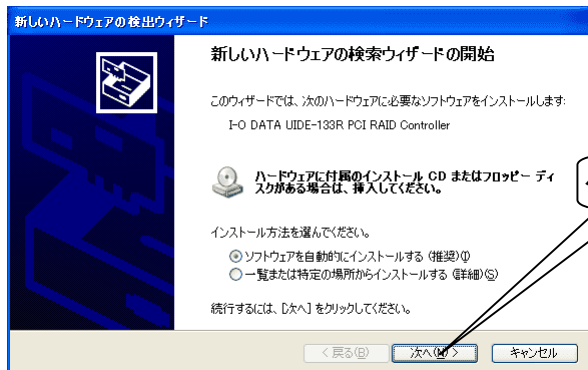 新しいハードウェアの検出ウィザード
新しいハードウェアの検索ウィザードの開始
このウィザードでは、次のハードウェアに必要なソフトウェアをインストールします:
I-O DATA UIDE-133R PCI RAID Controller
ハードウェアに付属のインストール CD またはフロッピー ディ
スクがある場合は、挿入してください。
インストール方法を選んでください。
ソフトウェアを自動的にインストールする (推奨)(I)
一覧または特定の場所からインストールする (詳細)(S)
続行するには、[次へ] をクリックしてください。
< 戻る(B)
次へ(N) >
キャンセル